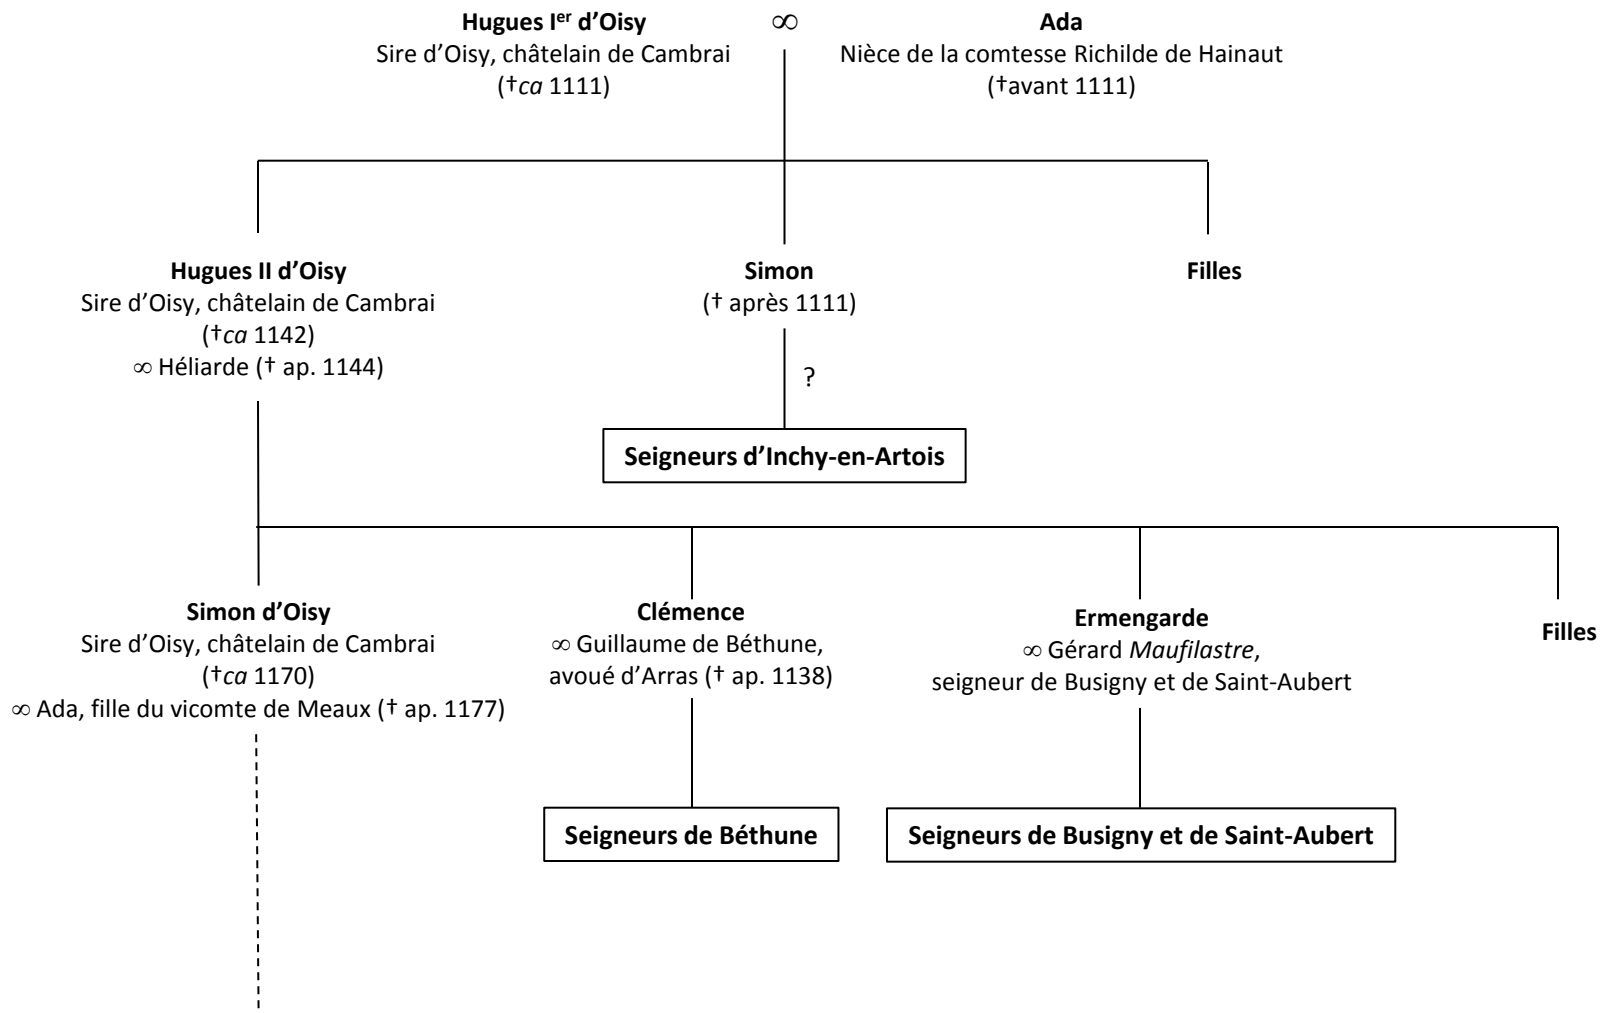 Hugues Ier d’Oisy
Sire d’Oisy, châtelain de Cambrai
(†ca 1111)
∞
Ada
Nièce de la comtesse Richilde de Hainaut
(†avant 1111)
Hugues II d’Oisy
Sire d’Oisy, châtelain de Cambrai
(†ca 1142)
∞ Héliarde († ap. 1144)
Simon
(† après 1111)
?
Seigneurs d’Inchy-en-Artois
Filles
Simon d’Oisy
Sire d’Oisy, châtelain de Cambrai
(†ca 1170)
∞ Ada, fille du vicomte de Meaux († ap. 1177)
Clémence
∞ Guillaume de Béthune,
avoué d’Arras († ap. 1138)
Seigneurs de Béthune
Ermengarde
∞ Gérard Maufilastre,
seigneur de Busigny et de Saint-Aubert
Seigneurs de Busigny et de Saint-Aubert
Filles